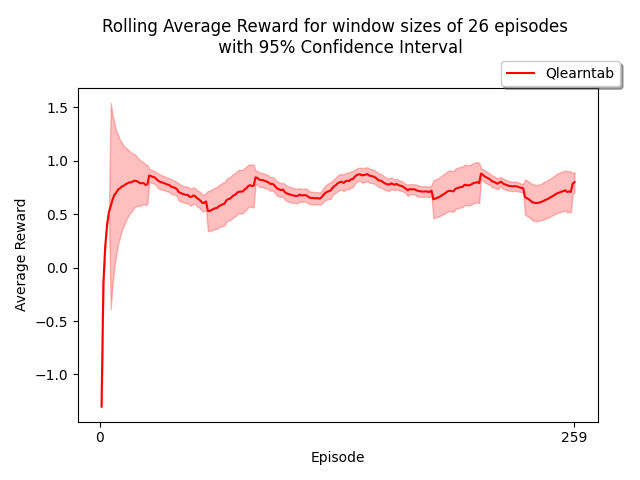 Rolling Average Reward for window sizes of 26 episodes
with 95% Confidence Interval
Qlearntab
1.5
1.0
0.5
0.0
−0.5
−1.0
Average Reward
0
259
Episode